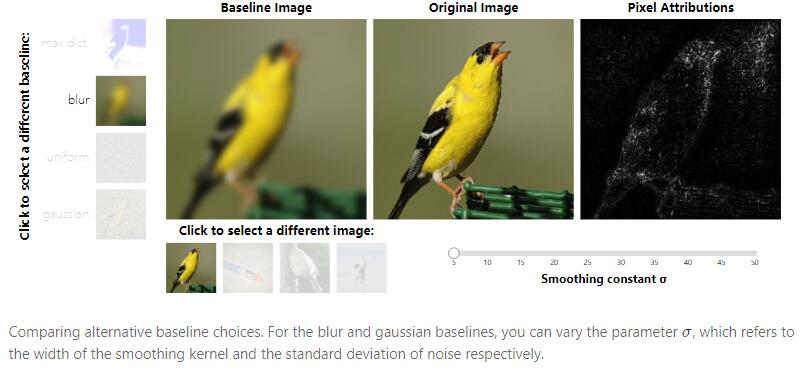 Baseline Image
Original Image
Pixel Attributions
Click to select a different baseline:
max dist.
blur
uniform
gaussian
Click to select a different image:
5 10 15 20 25 30 35 40 45 50
Smoothing constant σ
Comparing alternative baseline choices. For the blur and gaussian baselines, you can vary the parameter σ, which refers to
the width of the smoothing kernel and the standard deviation of noise respectively.